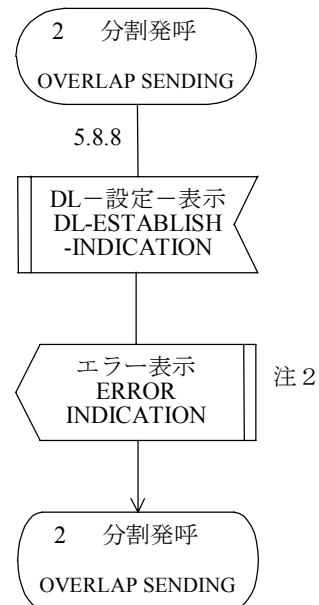 2 分割発呼
OVERLAP SENDING
5.8.8
DL－設定－表示
DL-ESTABLISH
-INDICATION
エラー表示
ERROR
INDICATION
注２
2 分割発呼
OVERLAP SENDING